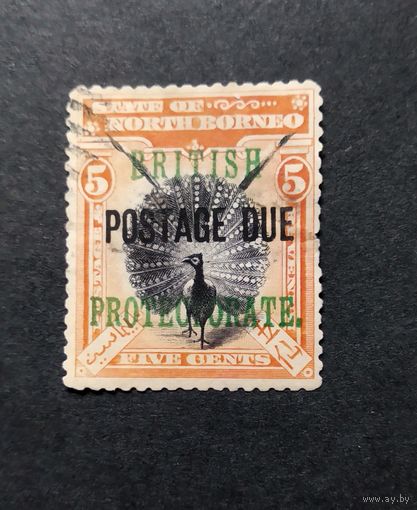 STATE OF
NORTH BORNEO
BRITISH
5 5
POSTAGE DUE
PROTECTORATE.
FIVE CENTS
www.ay.by